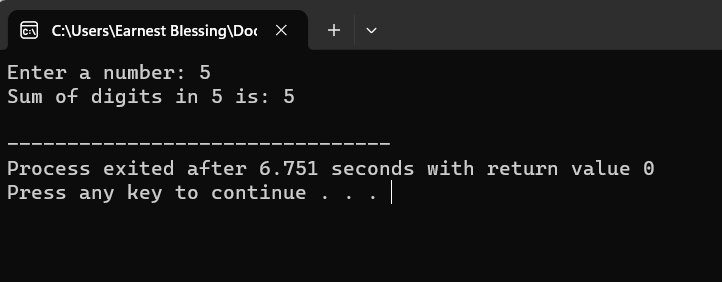 C:\Users\Earnest Blessing\Doc
Enter a number: 5
Sum of digits in 5 is: 5
--------------------------------
Process exited after 6.751 seconds with return value 0
Press any key to continue . . .